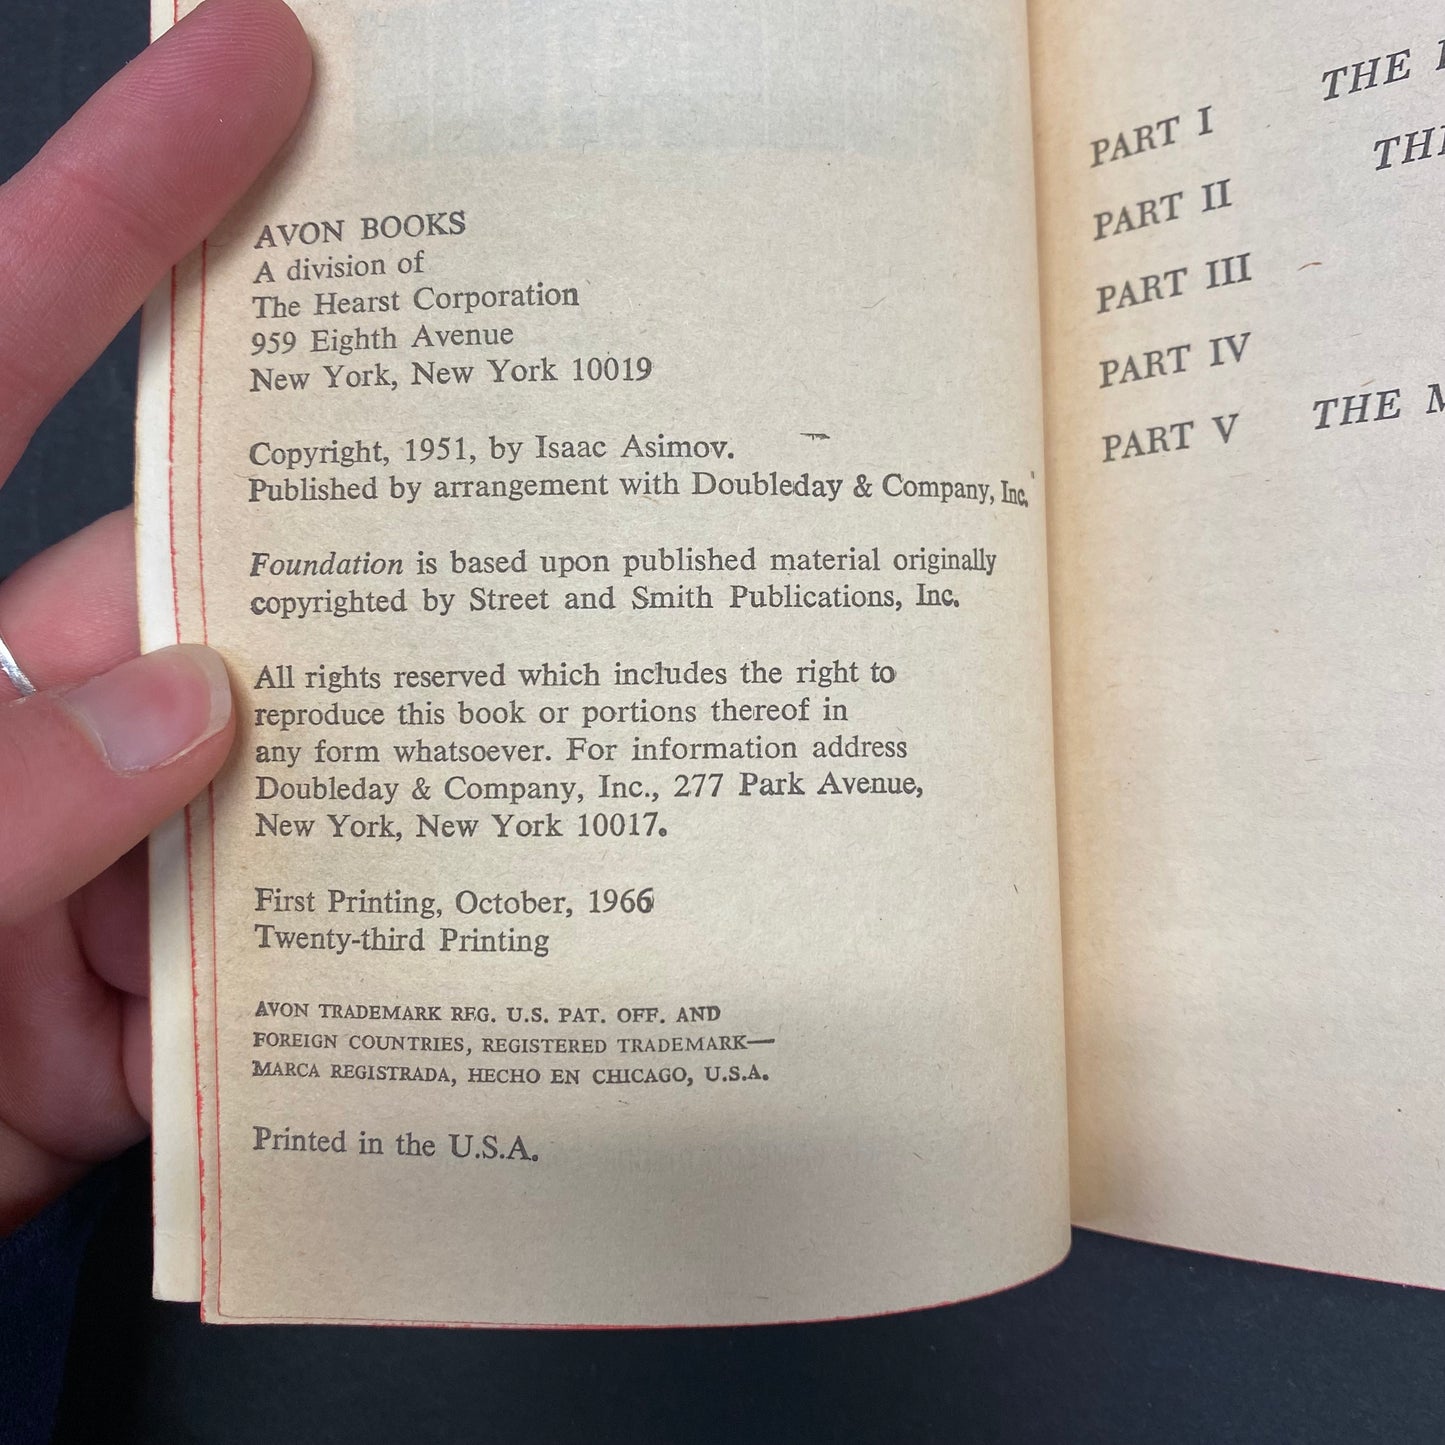 AVON BOOKS
A division of
The Hearst Corporation
959 Eighth Avenue
New York, New York 10019
Copyright, 1951, by Isaac Asimov.
Published by arrangement with Doubleday & Company, Inc.
Foundation is based upon published material originally
copyrighted by Street and Smith Publications, Inc.
All rights reserved which includes the right to
reproduce this book or portions thereof in
any form whatsoever. For information address
Doubleday & Company, Inc., 277 Park Avenue,
New York, New York 10017.
First Printing, October, 1966
Twenty-third Printing
AVON TRADEMARK REG. U.S. PAT. OFF. AND
FOREIGN COUNTRIES, REGISTERED TRADEMARK—
MARCA REGISTRADA, HECHO EN CHICAGO, U.S.A.
Printed in the U.S.A.
PART I THE
PART II
PART III
PART IV
PART V THE